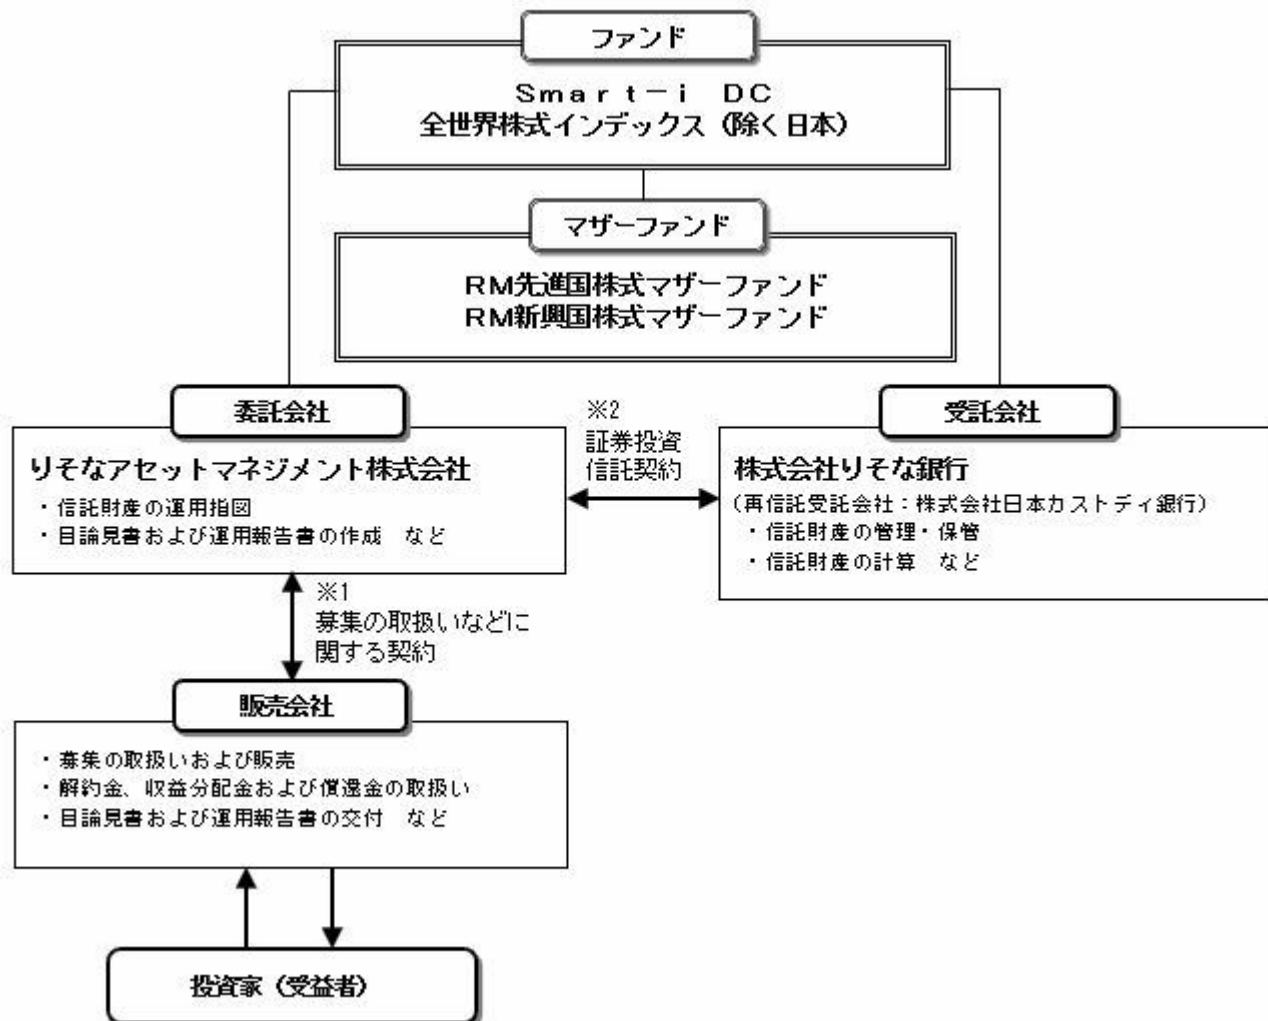 ファンド
Ｓｍａｒｔ－ｉ　ＤＣ
全世界株式インデックス（除く日本）
マザーファンド
ＲＭ先進国株式マザーファンド
ＲＭ新興国株式マザーファンド
委託会社
りそなアセットマネジメント株式会社
・信託財産の運用指図
・目論見書および運用報告書の作成　など
※2
証券投資
信託契約
受託会社
株式会社りそな銀行
（再信託受託会社：株式会社日本カストディ銀行）
・信託財産の管理・保管
・信託財産の計算　など
※1
募集の取扱いなどに
関する契約
販売会社
・募集の取扱いおよび販売
・解約金、収益分配金および償還金の取扱い
・目論見書および運用報告書の交付　など
投資家（受益者）